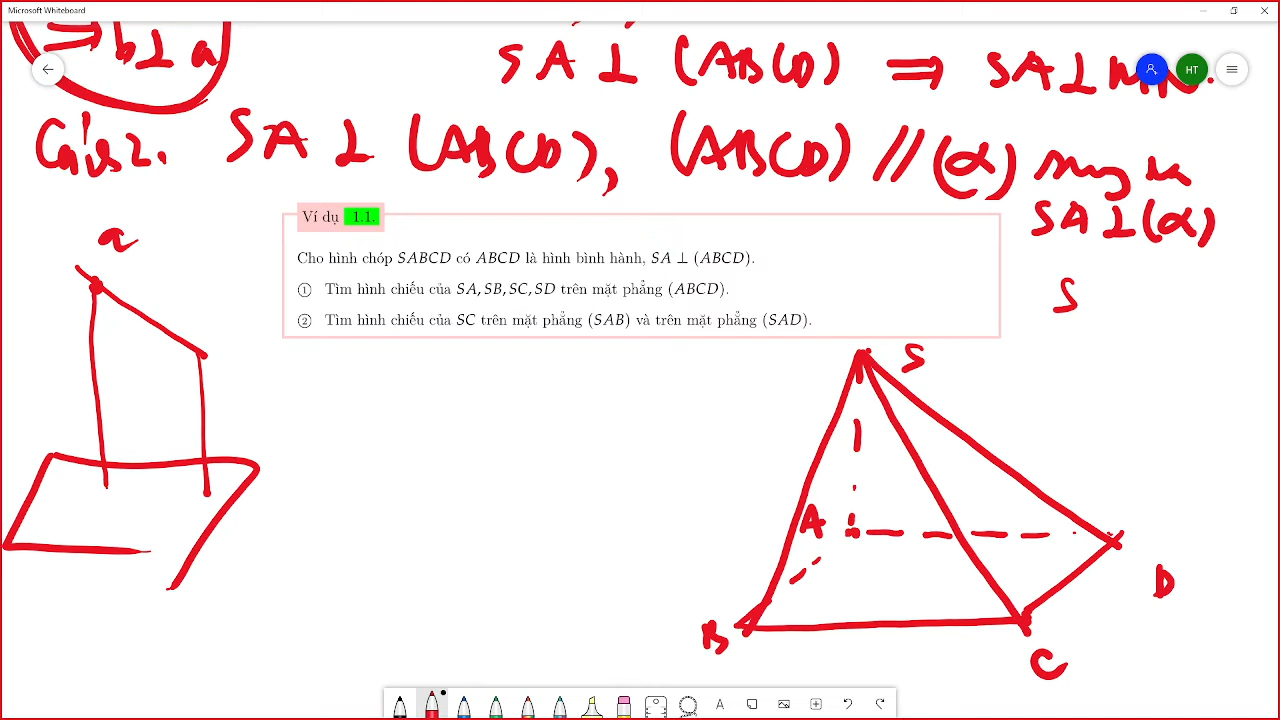 Microsoft Whiteboard
⇒ b⊥a
SA ⊥ (ABCD) ⇒ SA ⊥
HT
SA ⊥ (ABCD), (ABCD) // (α)
SA ⊥ (α)
Ví dụ 1.1.
Cho hình chóp SABCD có ABCD là hình bình hành, SA ⊥ (ABCD).
① Tìm hình chiếu của SA, SB, SC, SD trên mặt phẳng (ABCD).
② Tìm hình chiếu của SC trên mặt phẳng (SAB) và trên mặt phẳng (SAD).
a
S
S
A
D
B
C
A